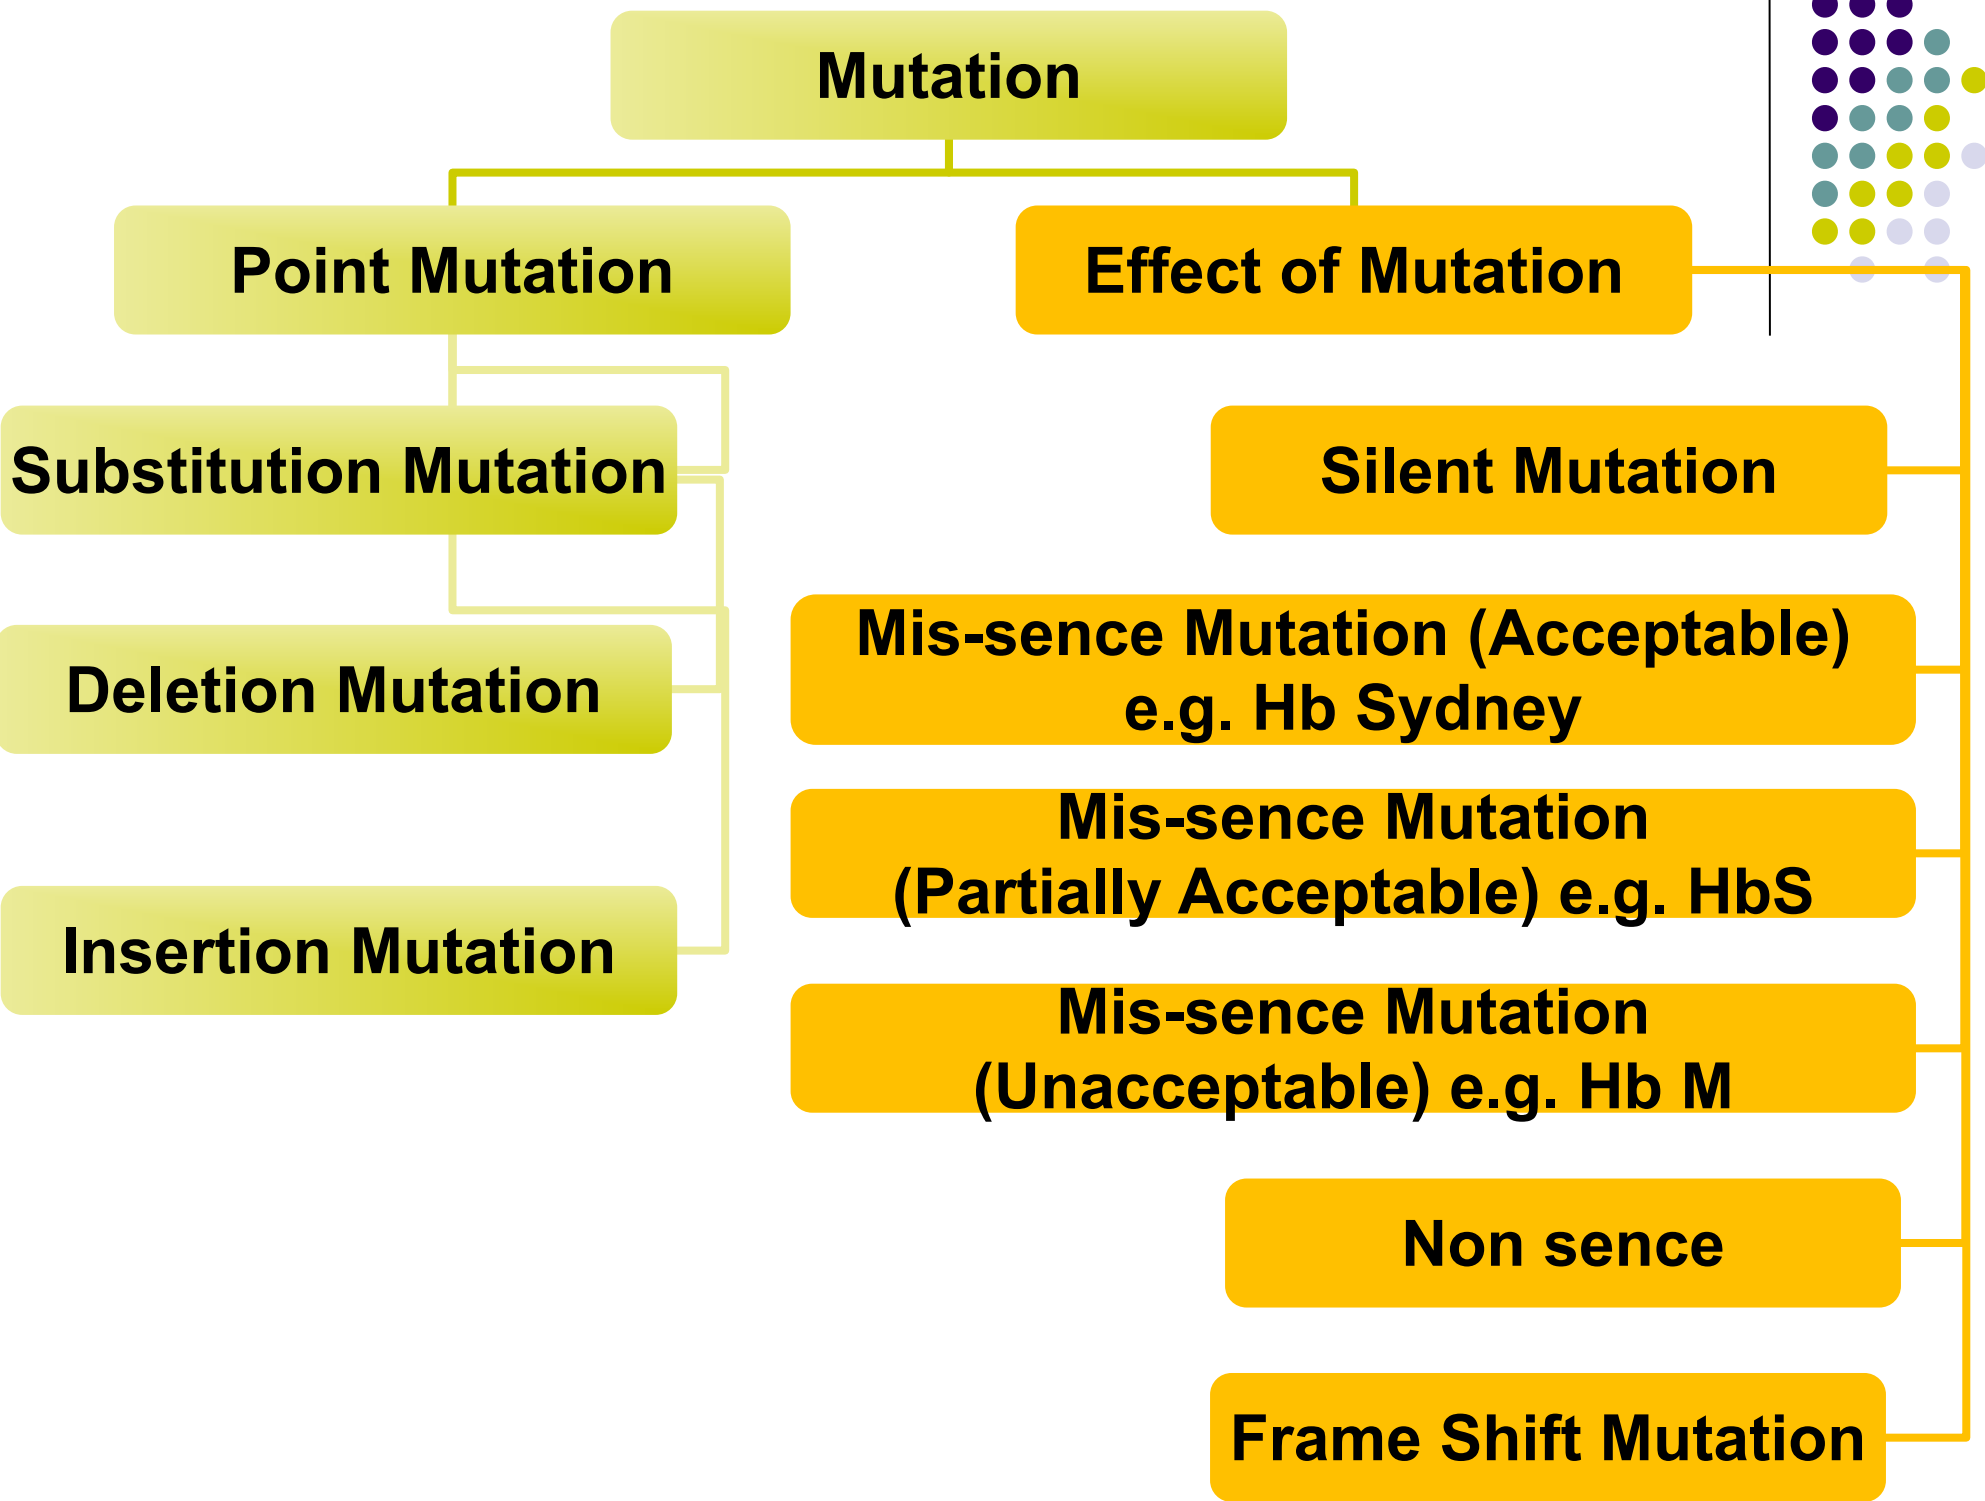 Mutation
Point Mutation
Effect of Mutation
Substitution Mutation
Silent Mutation
Deletion Mutation
Mis-sence Mutation (Acceptable)
e.g. Hb Sydney
Mis-sence Mutation
(Partially Acceptable) e.g. HbS
Insertion Mutation
Mis-sence Mutation
(Unacceptable) e.g. Hb M
Non sence
Frame Shift Mutation